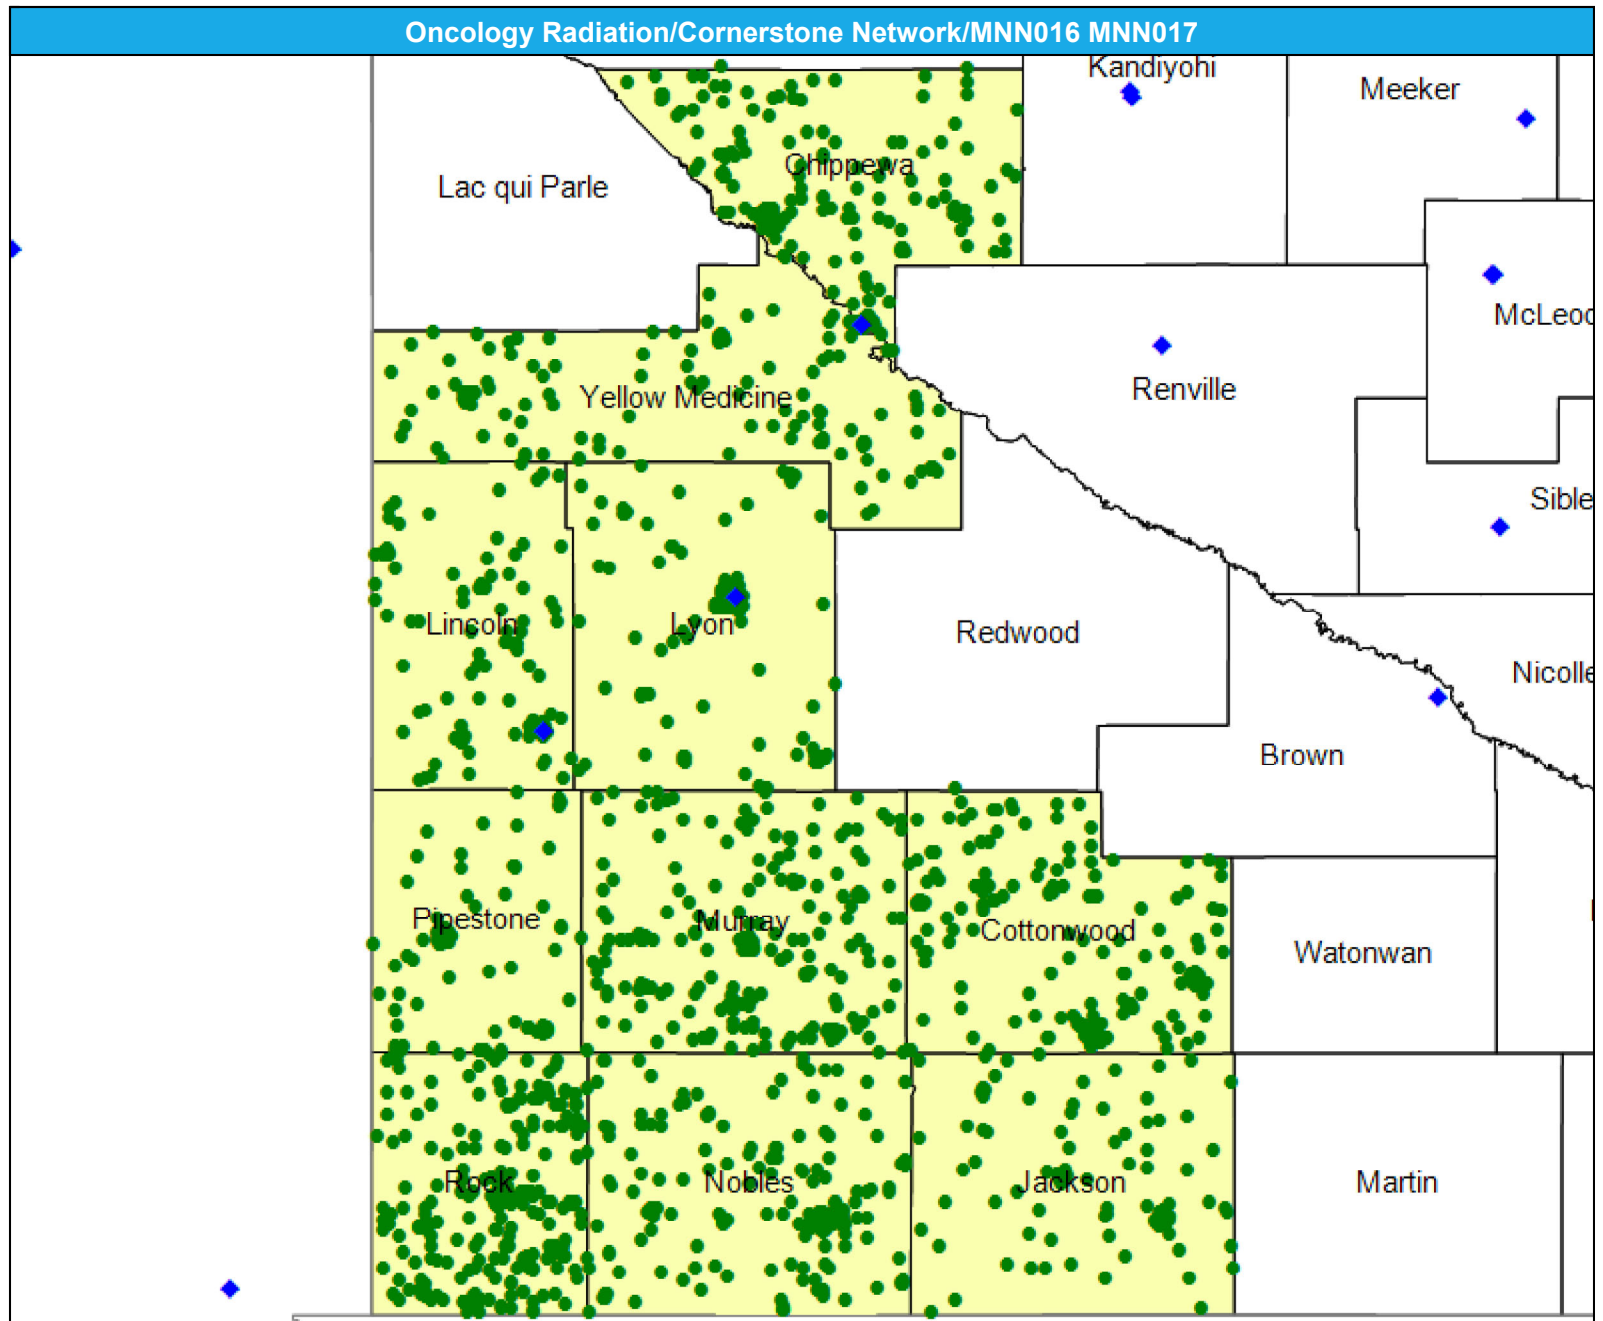 Oncology Radiation/Cornerstone Network/MNN016 MNN017
Kandiyohi
Meeker
Chippewa
Lac qui Parle
McLeod
Renville
Yellow Medicine
Sible
Lincoln
Lyon
Redwood
Nicolle
Brown
Pipestone
Murray
Cottonwood
Watonwan
Rock
Nobles
Jackson
Martin